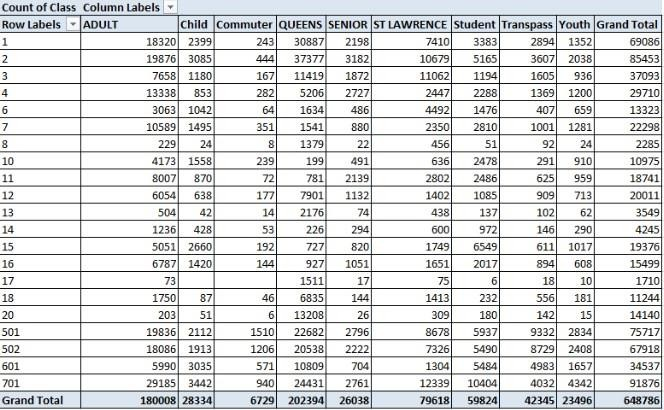 Count of Class Column Labels
Row Labels ADULT Child Commuter QUEENS SENIOR ST LAWRENCE Student Transpass Youth Grand Total
1 18320 2399 243 30887 2198 7410 3383 2894 1352 69086
2 19876 3085 444 37377 3182 10679 5165 3607 2038 85453
3 7658 1180 167 11419 1872 11062 1194 1605 936 37093
4 13338 853 282 5206 2727 2447 2288 1369 1200 29710
6 3063 1042 64 1634 486 4492 1476 407 659 13323
7 10589 1495 351 1541 880 2350 2810 1001 1281 22298
8 229 24 8 1379 22 456 51 92 24 2285
10 4173 1558 239 199 491 636 2478 291 910 10975
11 8007 870 72 781 2139 2802 2486 625 959 18741
12 6054 638 177 7901 1132 1402 1085 909 713 20011
13 504 42 14 2176 74 438 137 102 62 3549
14 1236 428 53 226 294 600 972 146 290 4245
15 5051 2660 192 727 820 1749 6549 611 1017 19376
16 6787 1420 144 927 1051 1651 2017 894 608 15499
17 73 1511 17 75 6 18 10 1710
18 1750 87 46 6835 144 1413 232 556 181 11244
20 203 51 6 13208 26 309 180 142 15 14140
501 19836 2112 1510 22682 2796 8678 5937 9332 2834 75717
502 18086 1913 1206 20538 2222 7326 5490 8729 2408 67918
601 5990 3035 571 10809 704 1304 5484 4983 1657 34537
701 29185 3442 940 24431 2761 12339 10404 4032 4342 91876
Grand Total 180008 28334 6729 202394 26038 79618 59824 42345 23496 648786